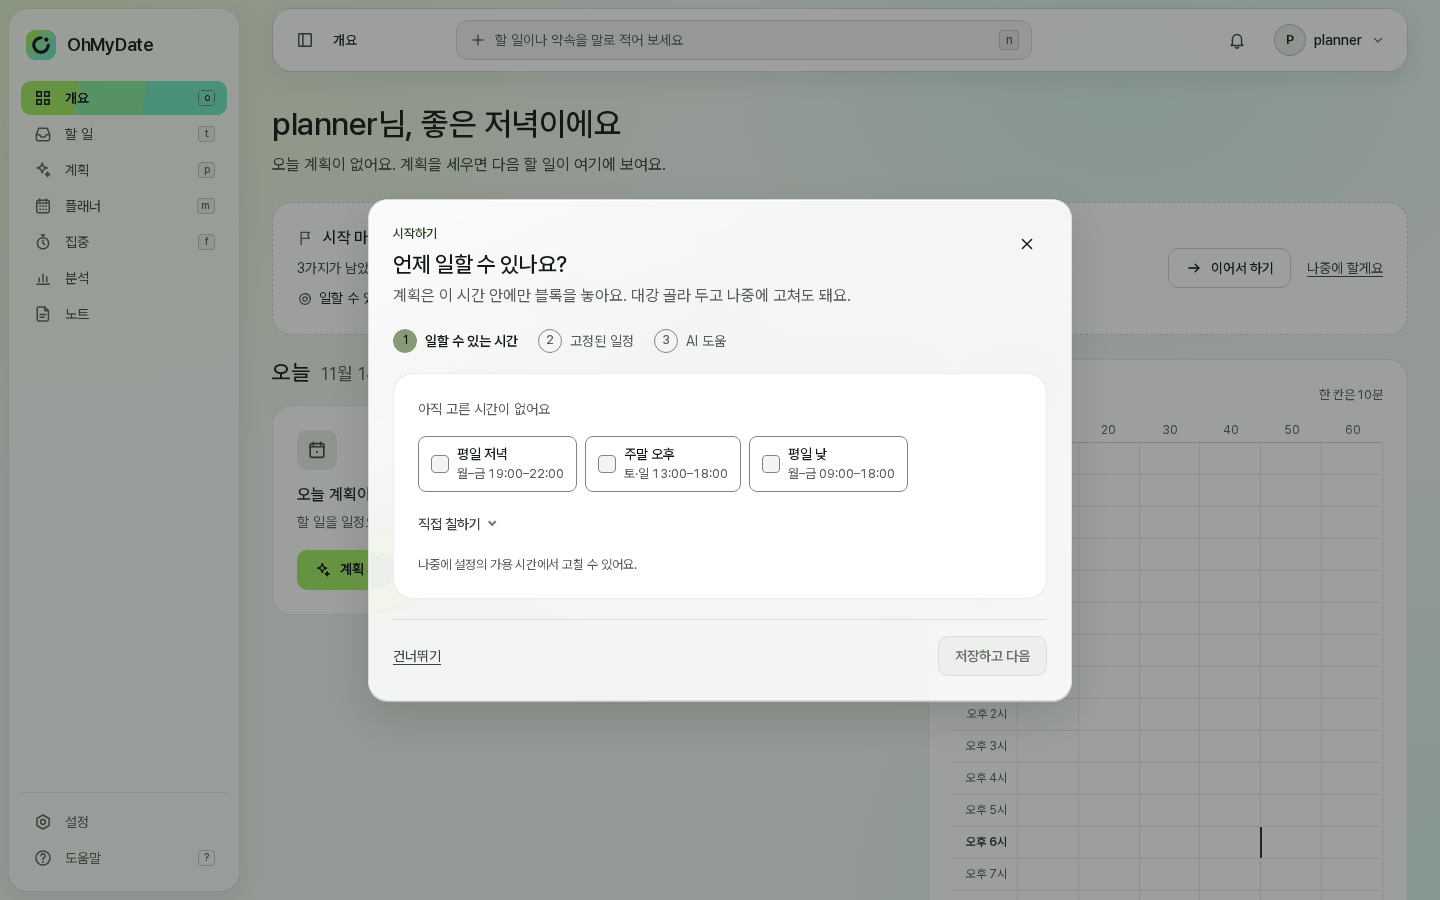 OhMyDate
개요 o
할 일 t
계획 p
플래너 m
집중 f
분석
노트
설정
도움말 ?
개요
할 일이나 약속을 말로 적어 보세요 n
P planner
planner님, 좋은 저녁이에요
오늘 계획이 없어요. 계획을 세우면 다음 할 일이 여기에 보여요.
시작
3가지가 남았
일할 수
이어서 하기
나중에 할게요
오늘 11월
오늘 계획이
할 일을
계획
시작하기
언제 일할 수 있나요?
계획은 이 시간 안에만 블록을 놓아요. 대강 골라 두고 나중에 고쳐도 돼요.
1 일할 수 있는 시간
2 고정된 일정
3 AI 도움
아직 고른 시간이 없어요
평일 저녁
월–금 19:00–22:00
주말 오후
토·일 13:00–18:00
평일 낮
월–금 09:00–18:00
직접 칠하기
나중에 설정의 가용 시간에서 고칠 수 있어요.
건너뛰기
저장하고 다음
한 칸은 10분
20 30 40 50 60
오후 2시
오후 3시
오후 4시
오후 5시
오후 6시
오후 7시